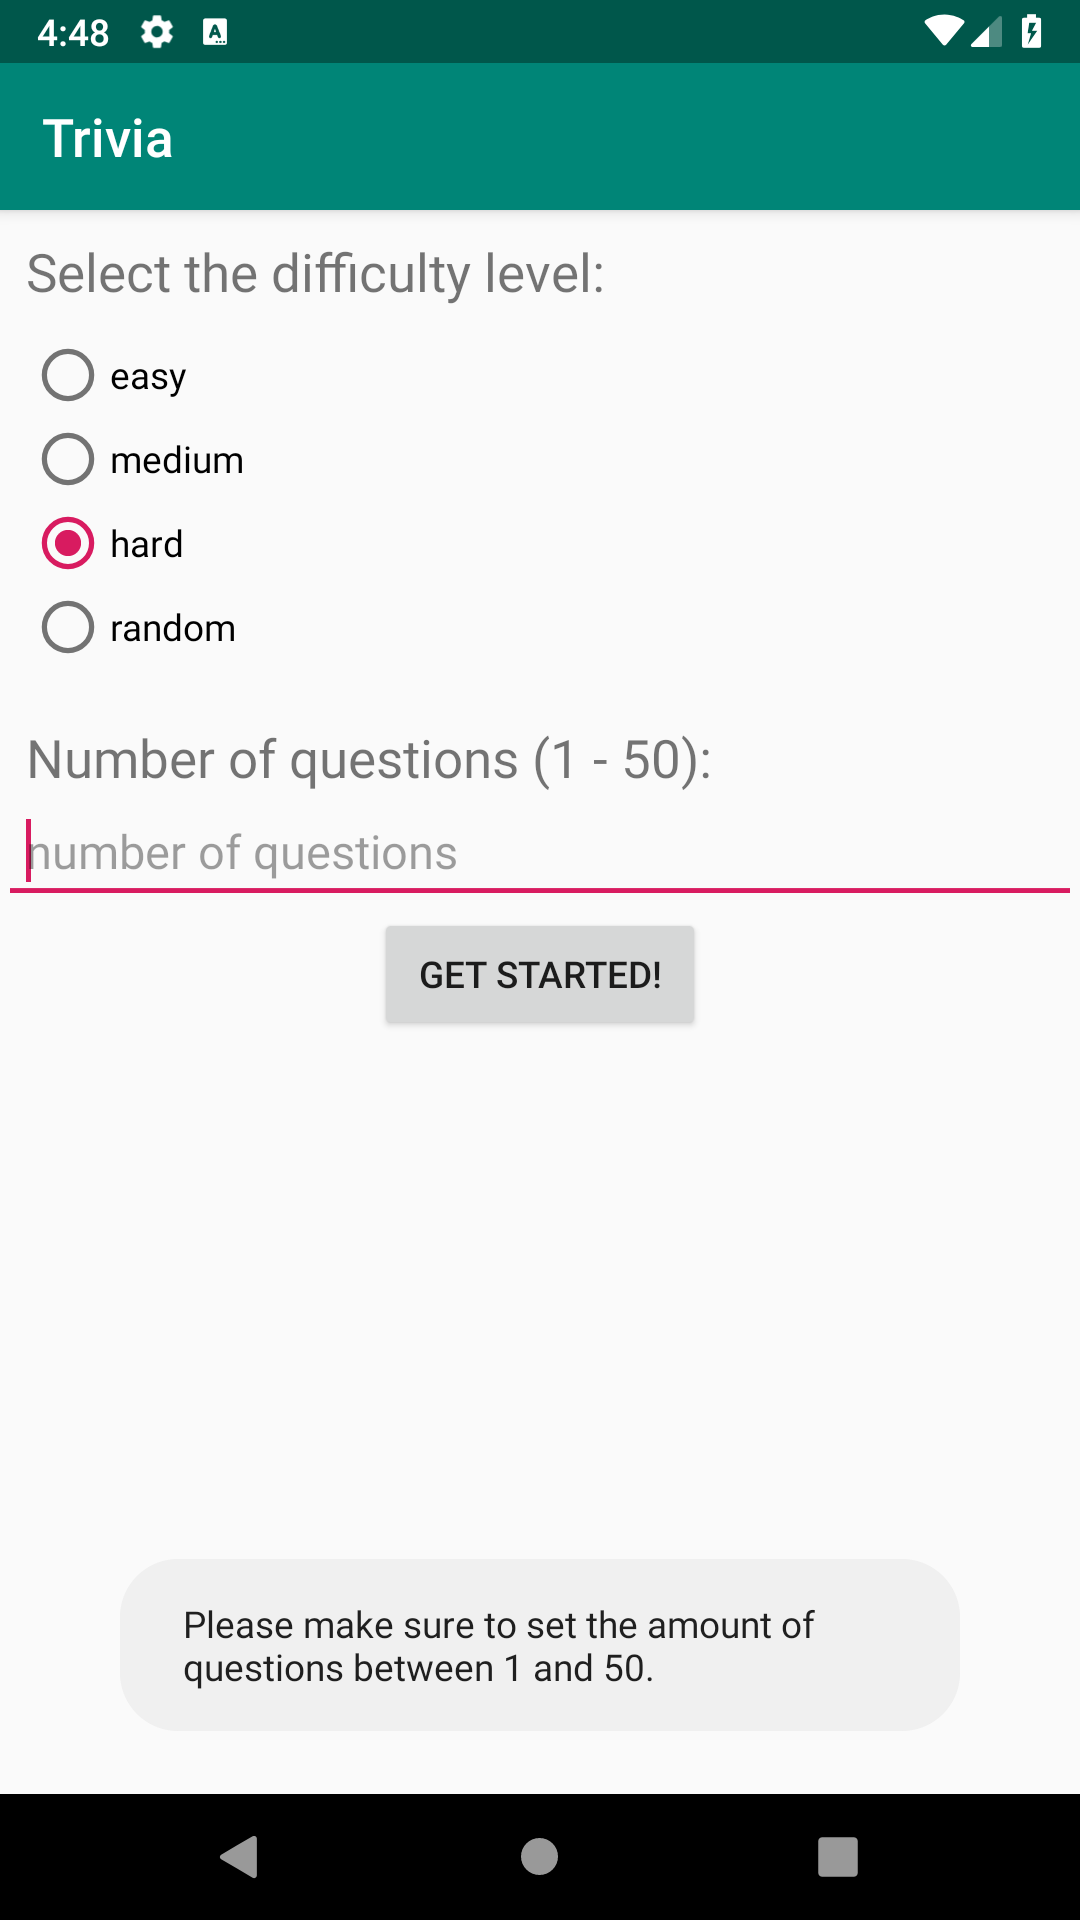 4:48
Trivia
Select the difficulty level:
easy
medium
hard
random
Number of questions (1 - 50):
number of questions
GET STARTED!
Please make sure to set the amount of
questions between 1 and 50.